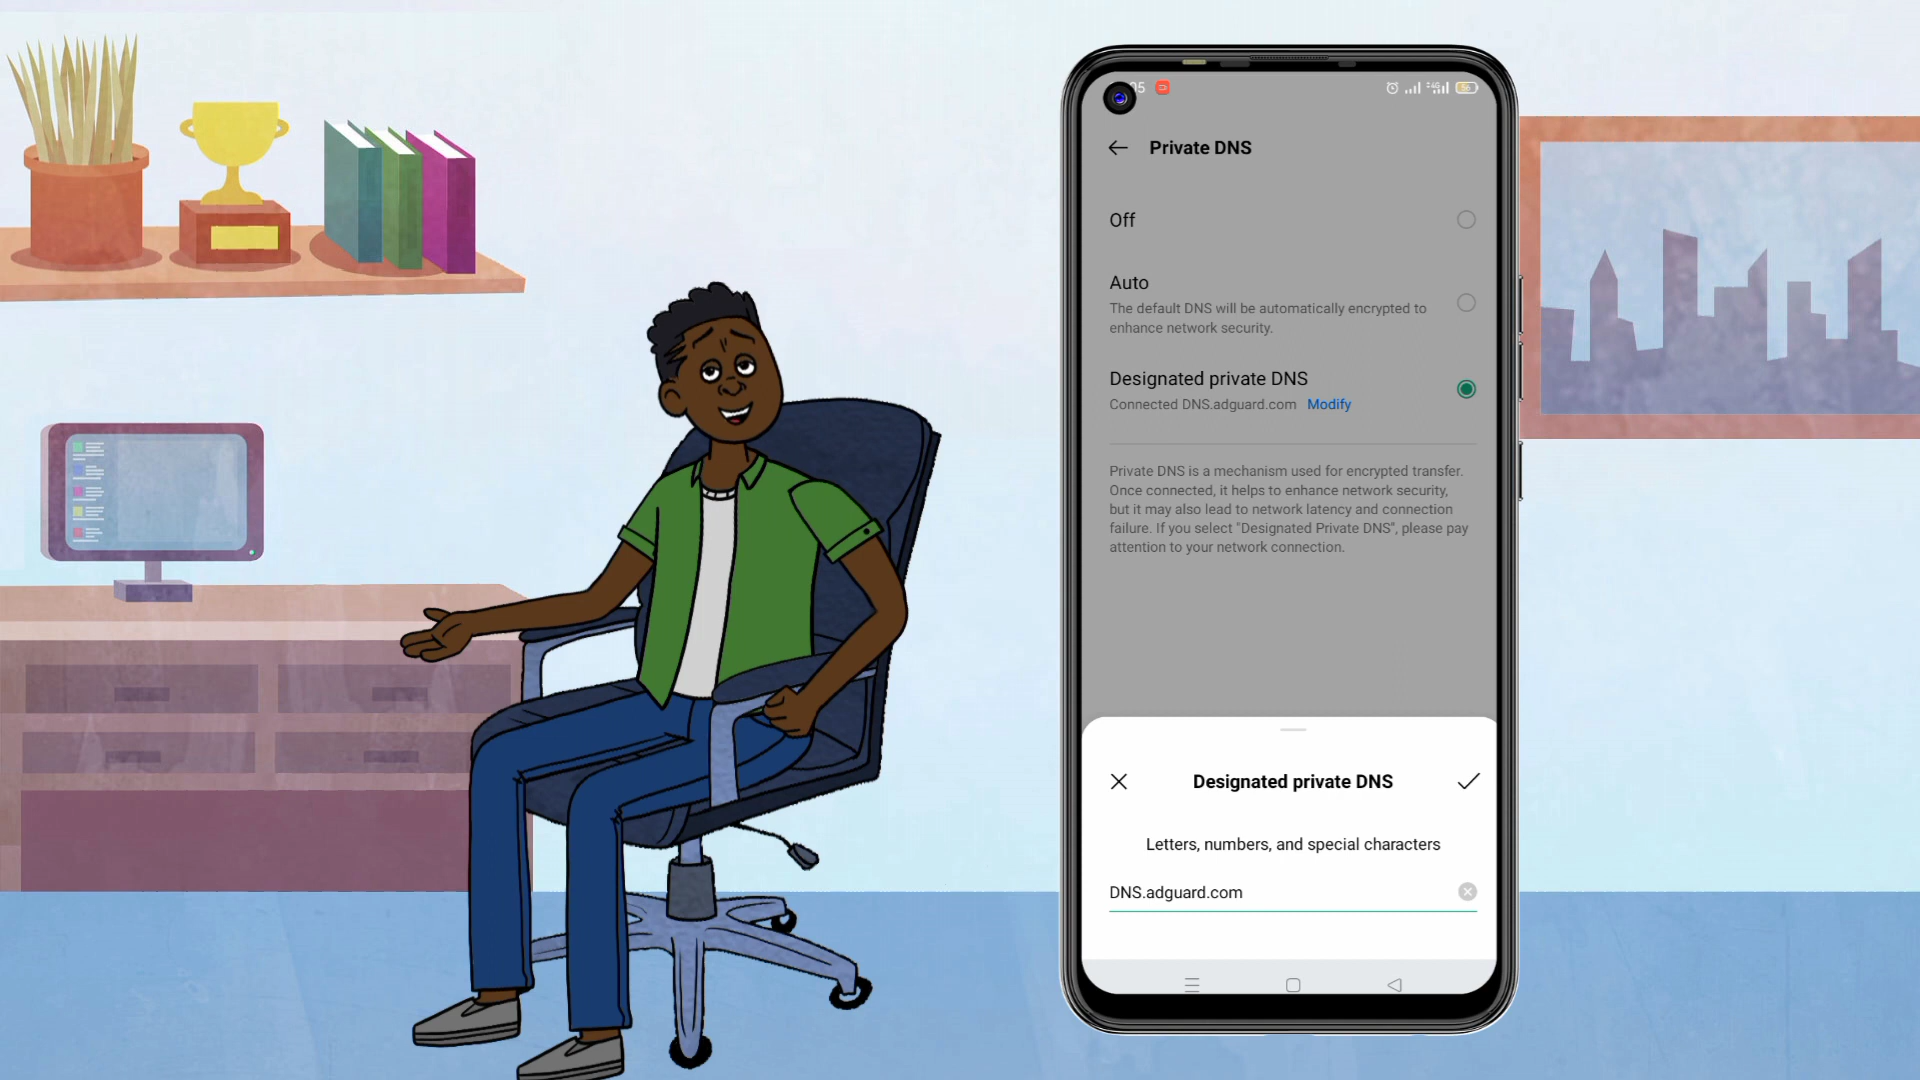 05
56
Private DNS
Off
Auto
The default DNS will be automatically encrypted to
enhance network security.
Designated private DNS
Connected DNS.adguard.com Modify
Private DNS is a mechanism used for encrypted transfer.
Once connected, it helps to enhance network security,
but it may also lead to network latency and connection
failure. If you select "Designated Private DNS", please pay
attention to your network connection.
Designated private DNS
Letters, numbers, and special characters
DNS.adguard.com